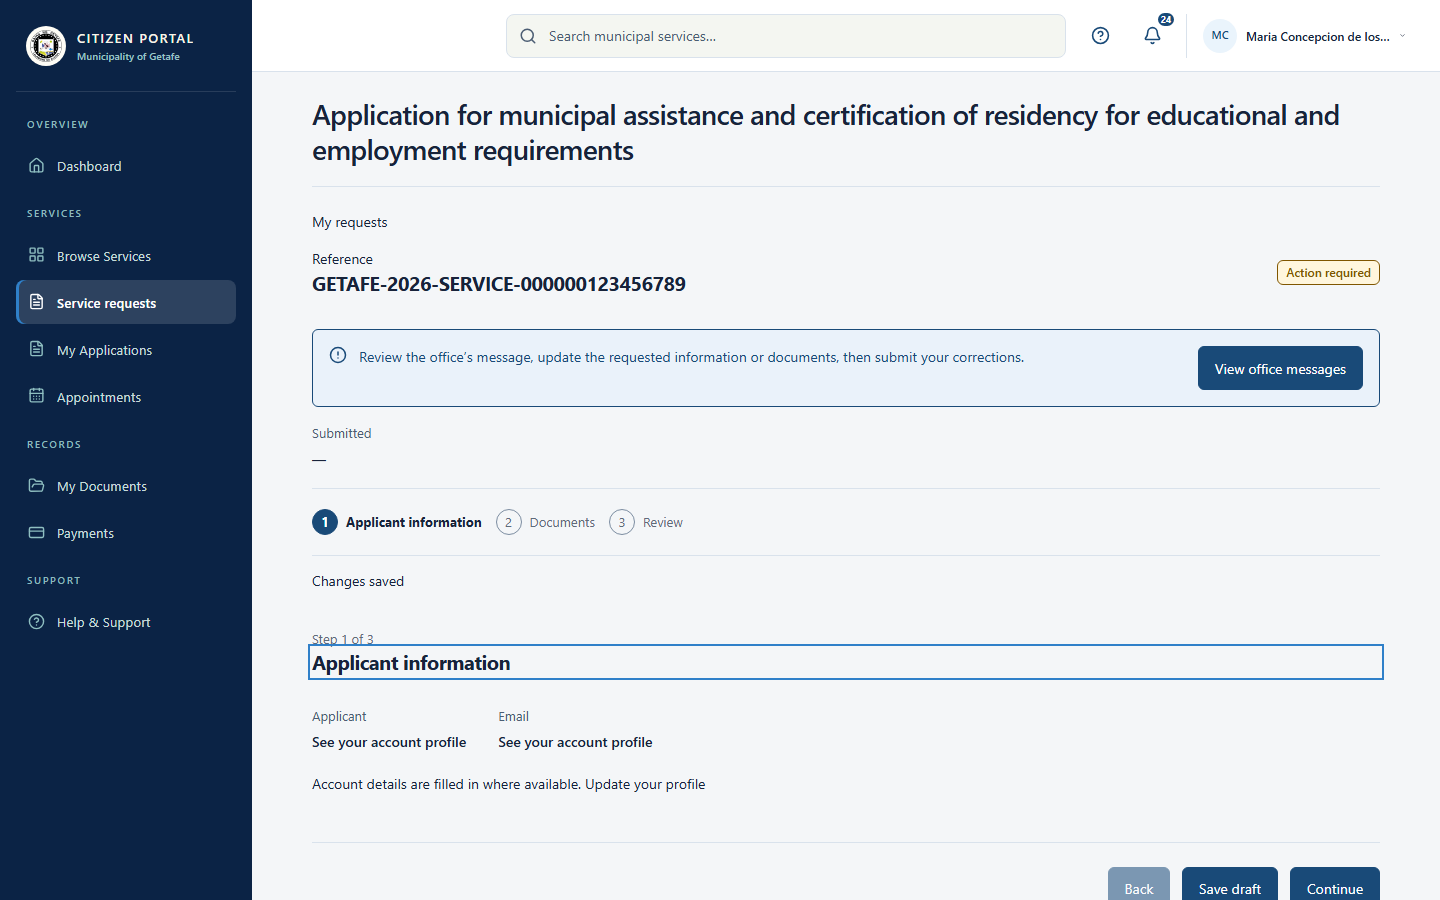 CITIZEN PORTAL
Municipality of Getafe
Search municipal services...
24
MC
Maria Concepcion de los...
OVERVIEW
Dashboard
SERVICES
Browse Services
Service requests
My Applications
Appointments
RECORDS
My Documents
Payments
SUPPORT
Help & Support
Application for municipal assistance and certification of residency for educational and
employment requirements
My requests
Reference
GETAFE-2026-SERVICE-000000123456789
Action required
Review the office's message, update the requested information or documents, then submit your corrections.
View office messages
Submitted
—
1 Applicant information 2 Documents 3 Review
Changes saved
Step 1 of 3
Applicant information
Applicant Email
See your account profile See your account profile
Account details are filled in where available. Update your profile
Back Save draft Continue